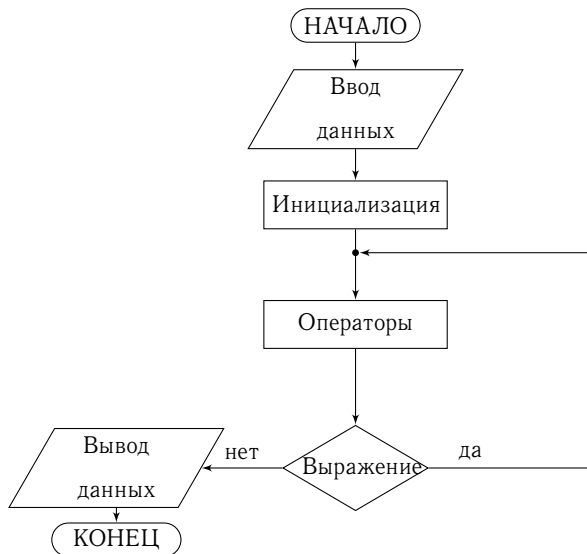 НАЧАЛО
Ввод
данных
Инициализация
Операторы
Выражение
нет
да
Вывод
данных
КОНЕЦ